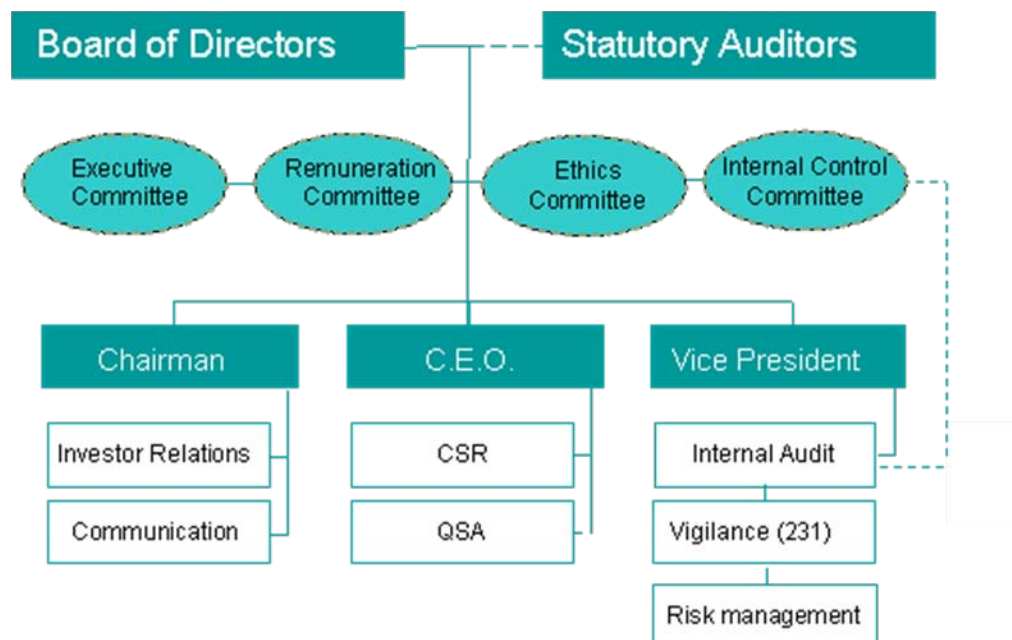 Board of Directors
Statutory Auditors
Executive
Committee
Remuneration
Committee
Ethics
Committee
Internal Control
Committee
Chairman
C.E.O.
Vice President
Investor Relations
CSR
Internal Audit
Communication
QSA
Vigilance (231)
Risk management